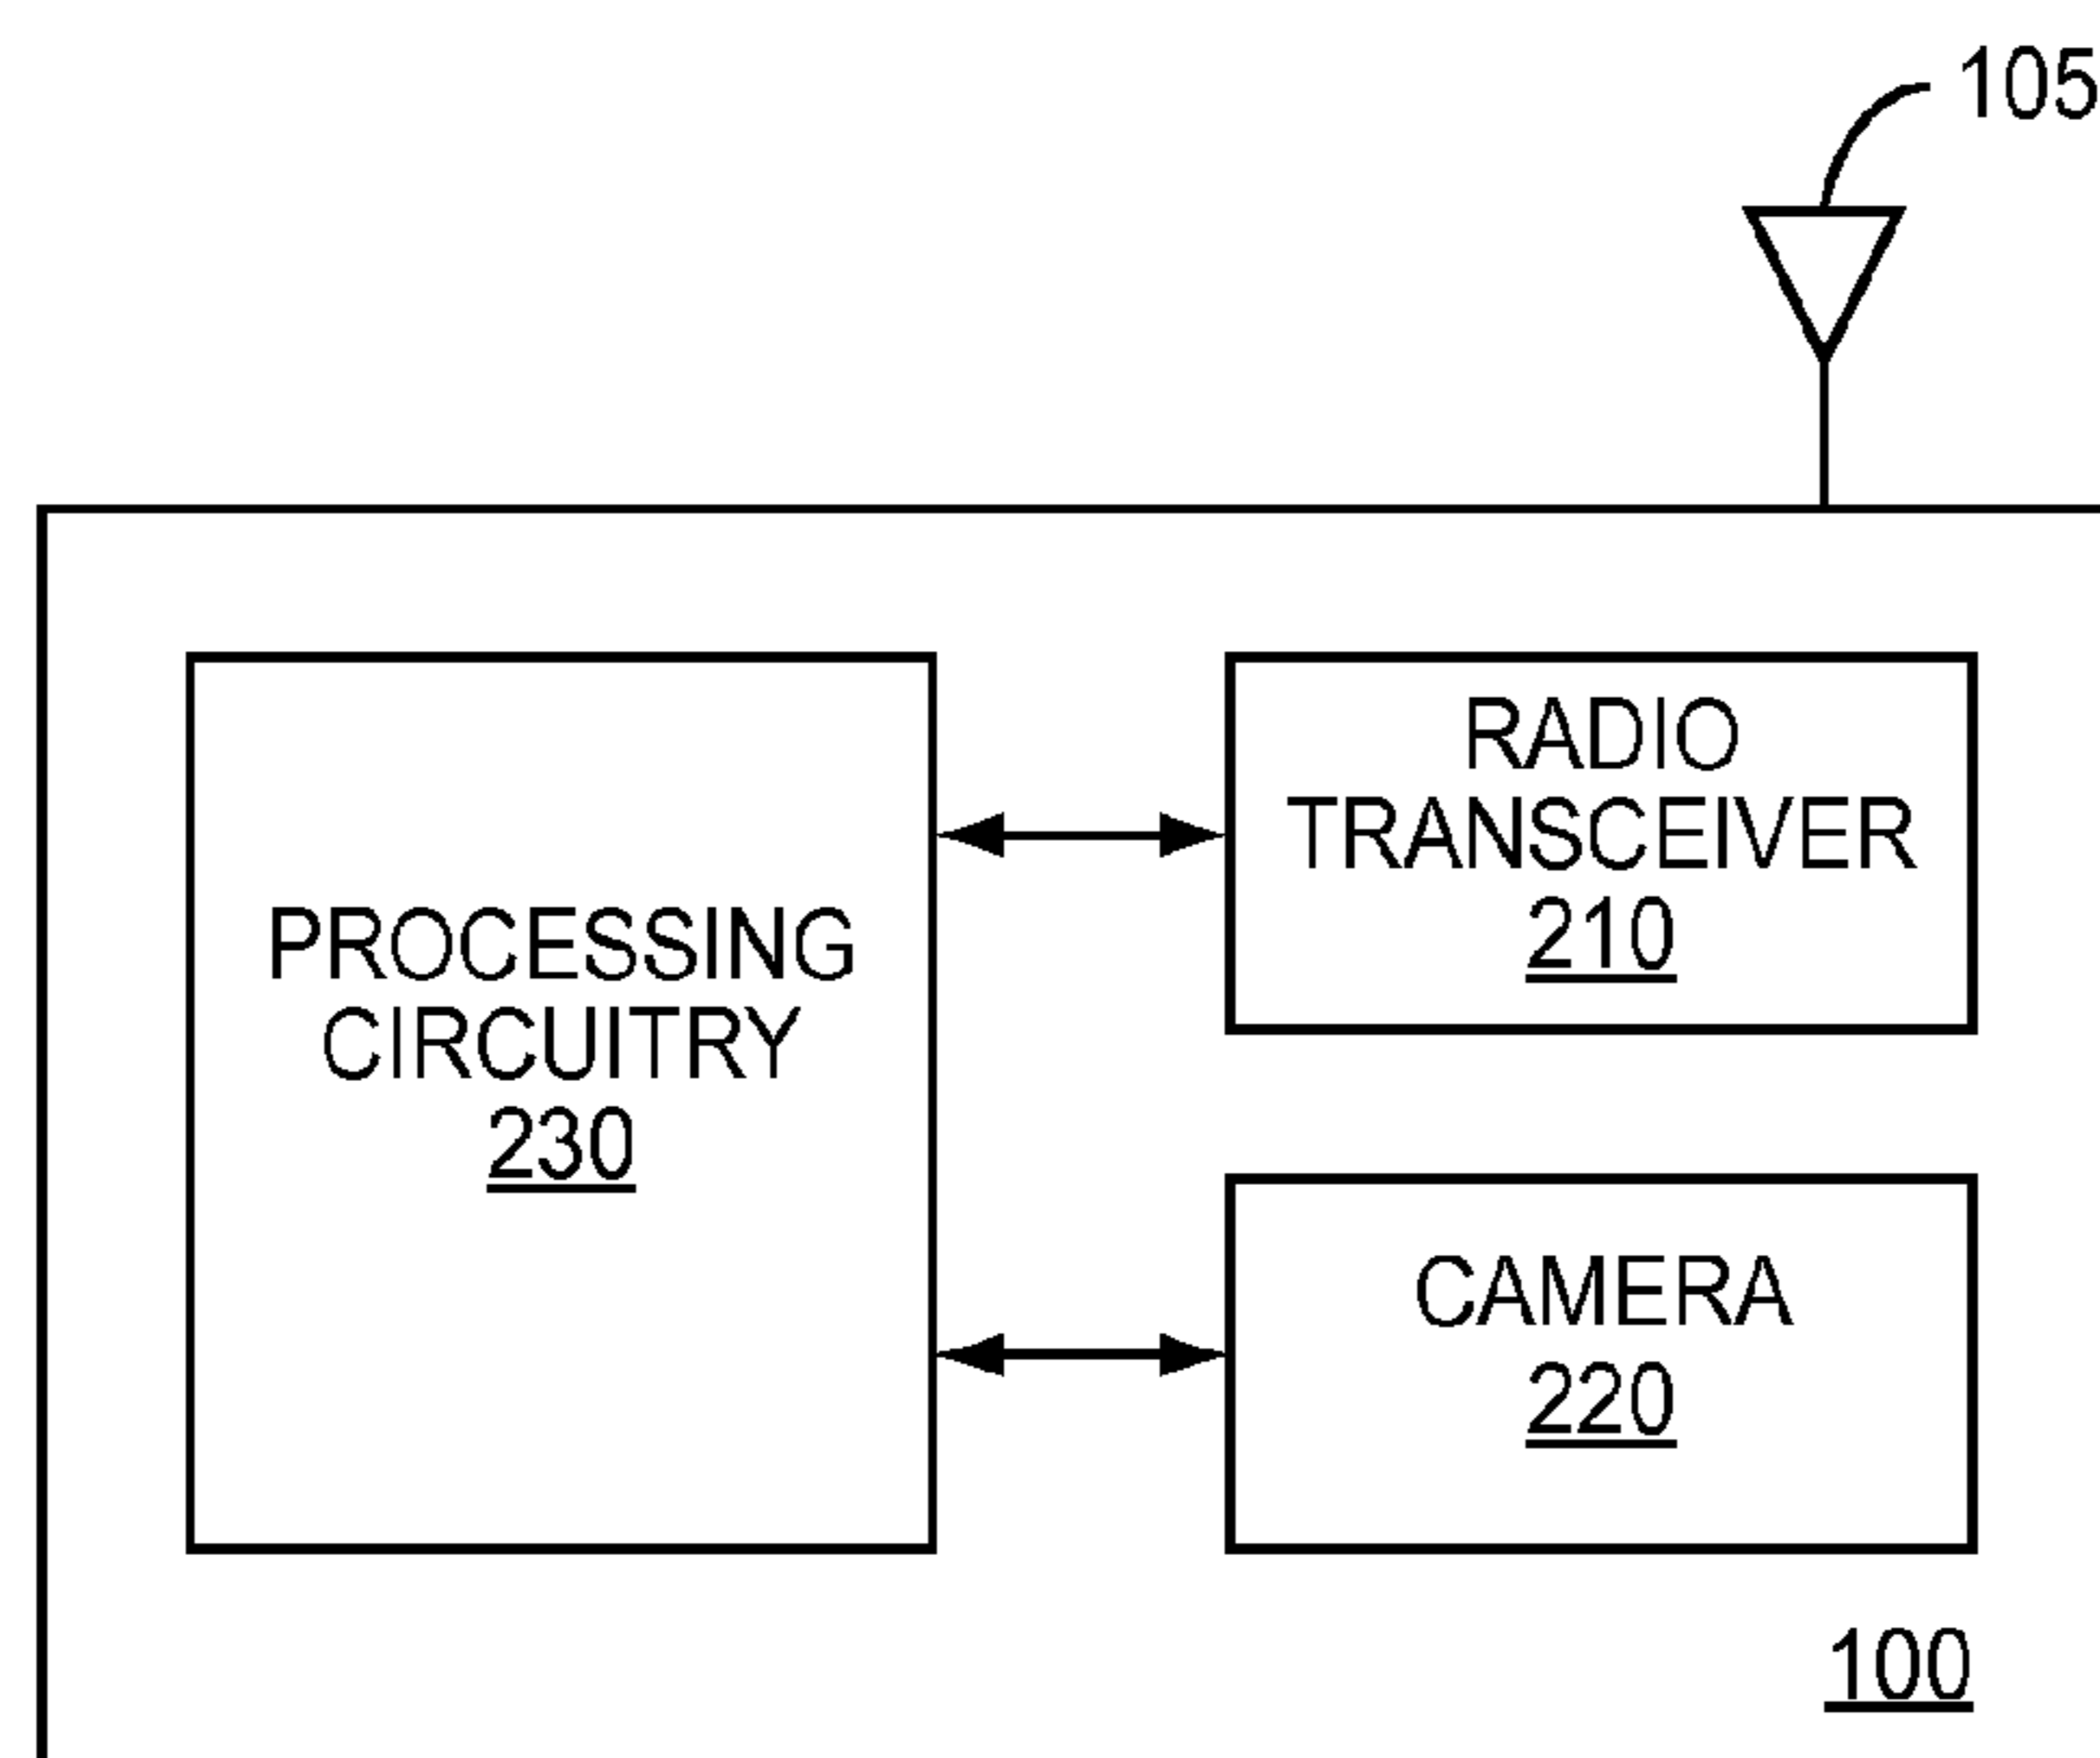 105
PROCESSING
CIRCUITRY
230
RADIO
TRANSCEIVER
210
CAMERA
220
100